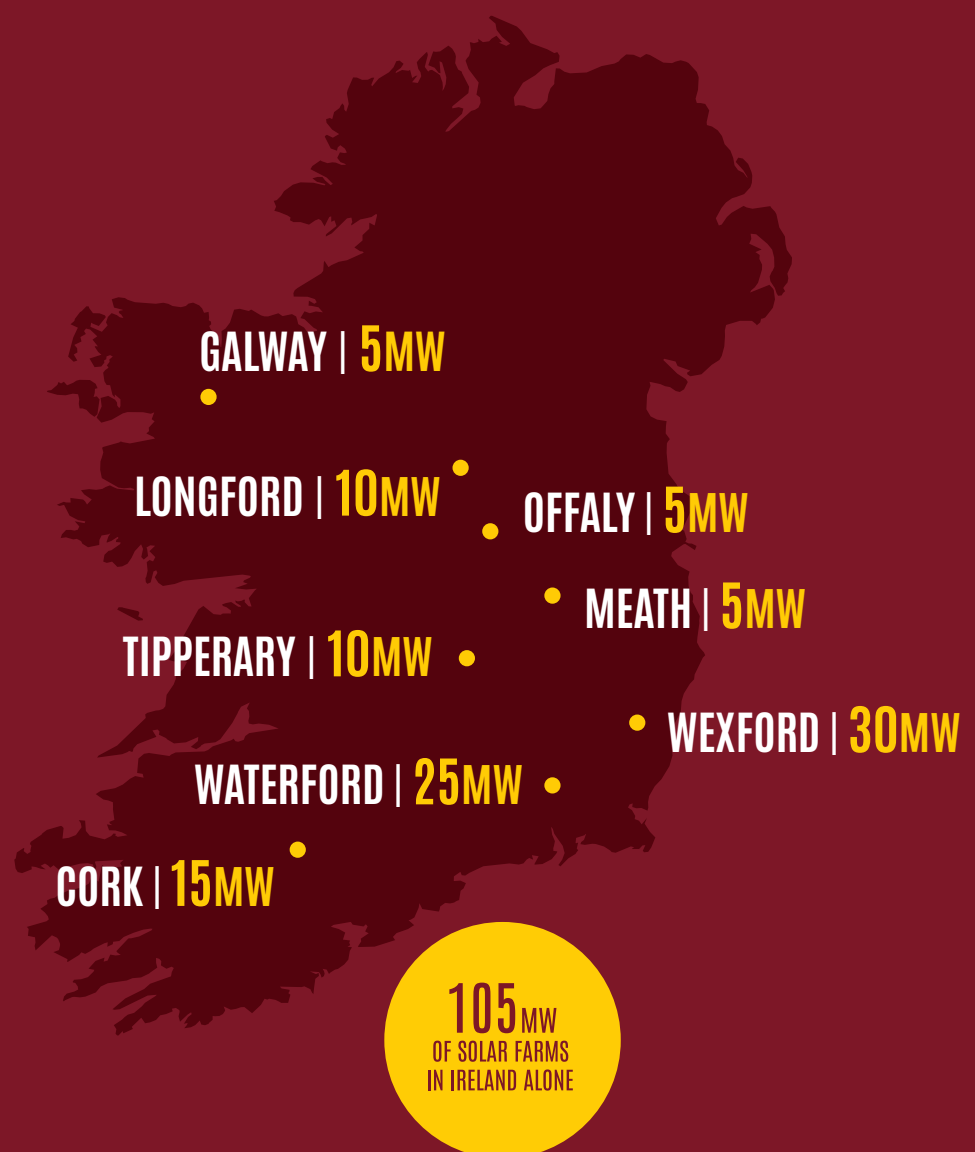 GALWAY | 5MW
LONGFORD | 10MW
OFFALY | 5MW
MEATH | 5MW
TIPPERARY | 10MW
WEXFORD | 30MW
WATERFORD | 25MW
CORK | 15MW
105MW
OF SOLAR FARMS
IN IRELAND ALONE